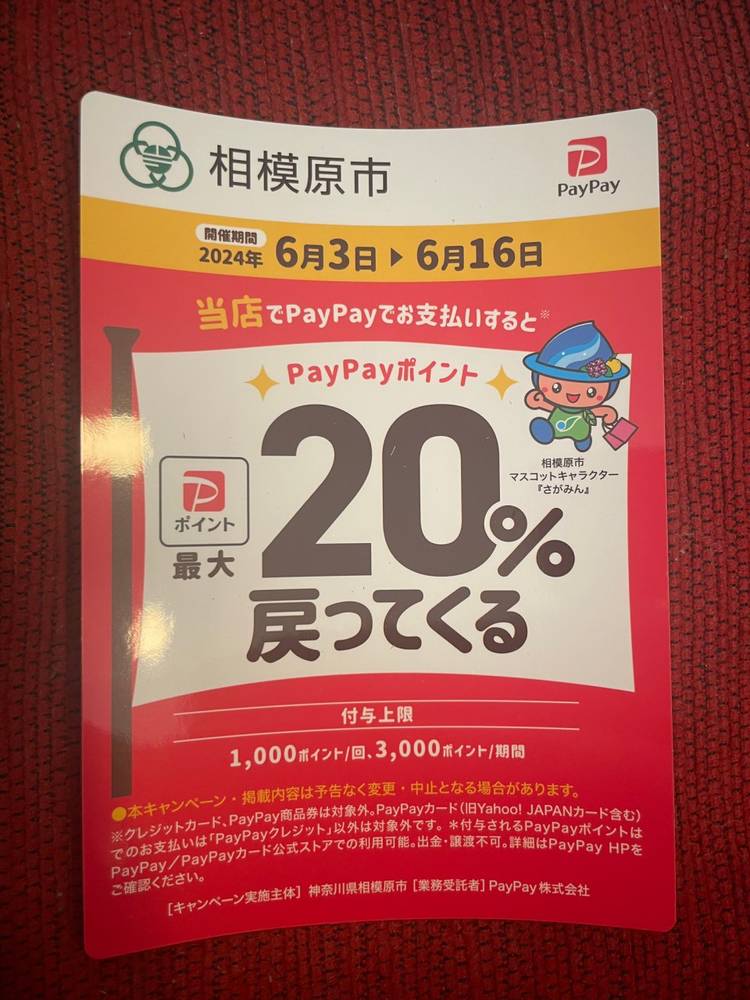 相模原市
PayPay
開催期間
2024年 6月3日▶6月16日
当店でPayPayでお支払いすると※
PayPayポイント
ポイント
最大
20%
戻ってくる
相模原市
マスコットキャラクター
『さがみん』
付与上限
1,000ポイント/回、3,000ポイント/期間
●本キャンペーン・掲載内容は予告なく変更・中止となる場合があります。
※クレジットカード、PayPay商品券は対象外。PayPayカード(旧Yahoo! JAPANカード含む)
でのお支払いは「PayPayクレジット」以外は対象外です。＊付与されるPayPayポイントは
PayPay／PayPayカード公式ストアでの利用可能。出金・譲渡不可。詳細はPayPay HPを
ご確認ください。
[キャンペーン実施主体] 神奈川県相模原市 [業務受託者] PayPay株式会社